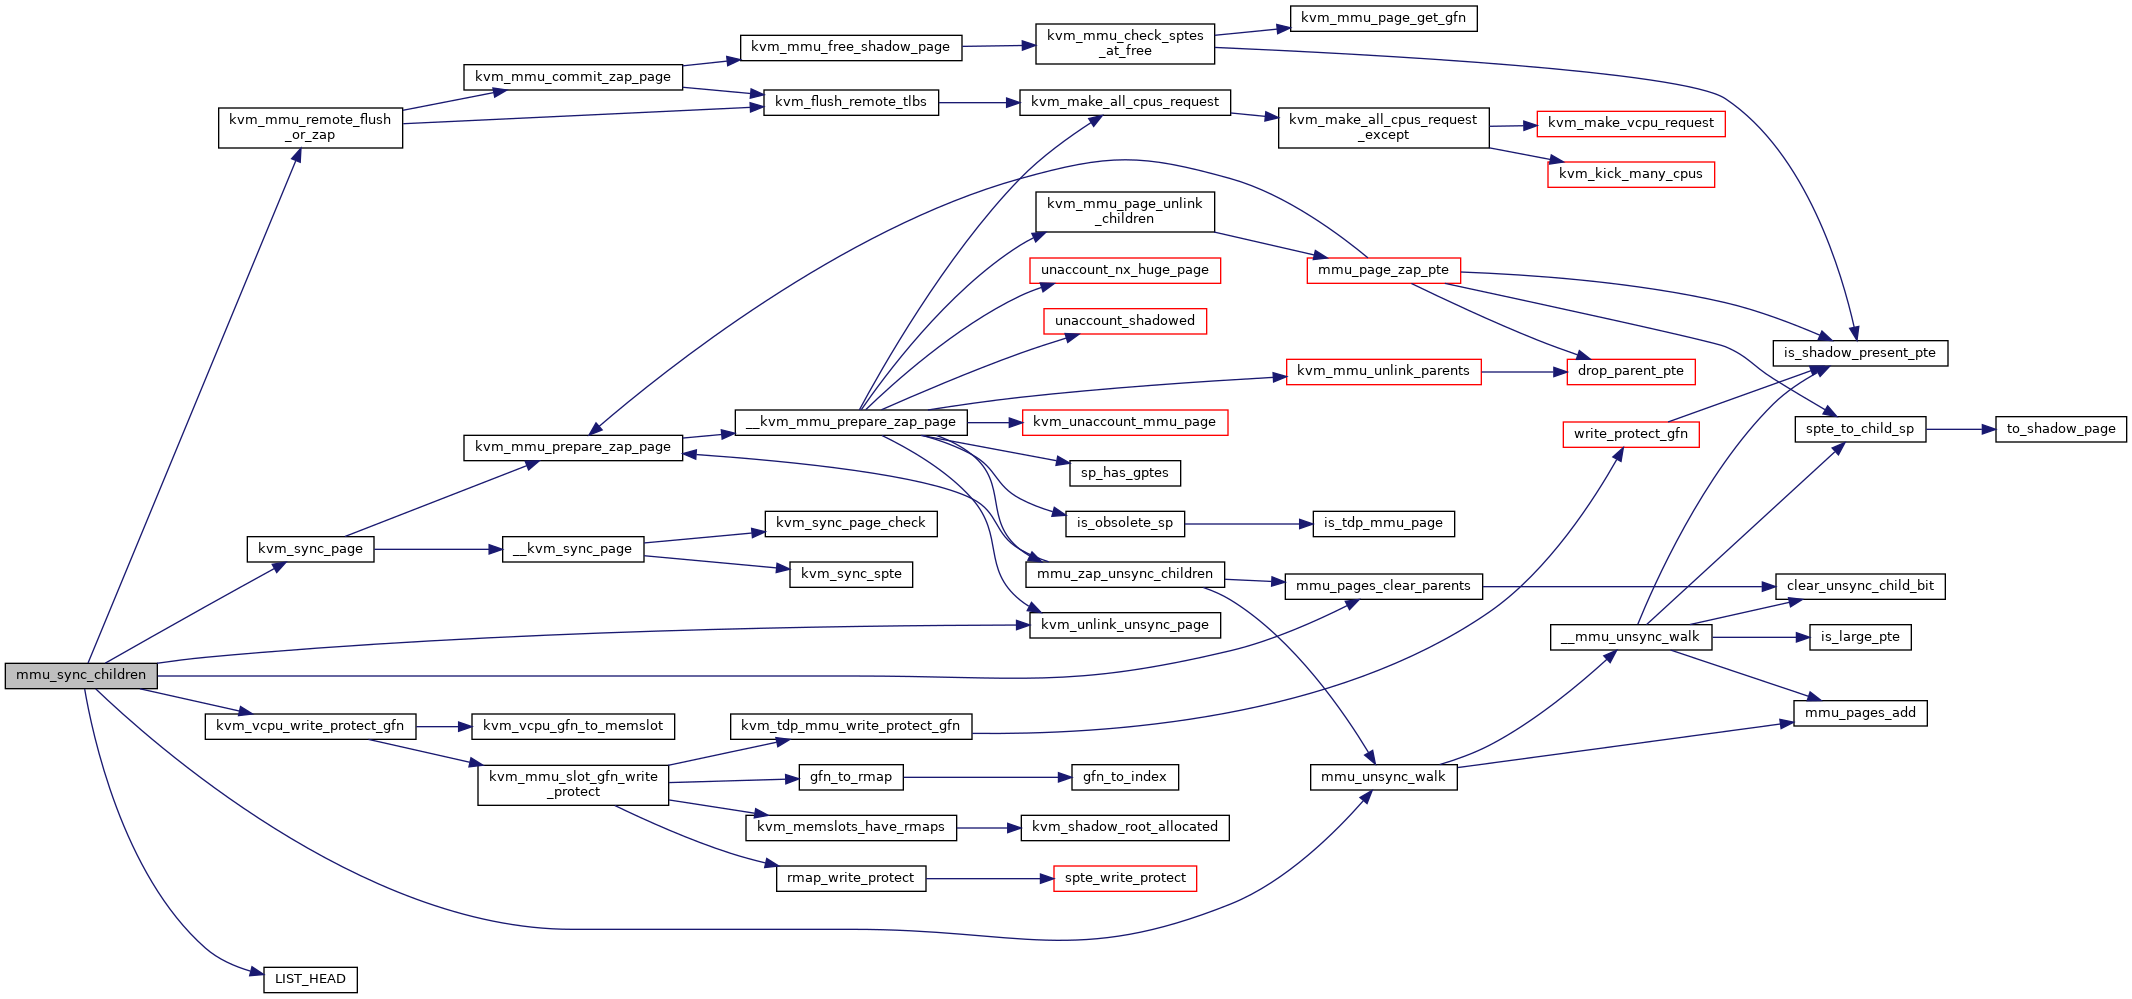 kvm_mmu_page_get_gfn
kvm_mmu_check_sptes
_at_free
kvm_mmu_free_shadow_page
kvm_mmu_commit_zap_page
kvm_flush_remote_tlbs
kvm_make_all_cpus_request
kvm_mmu_remote_flush
_or_zap
kvm_make_all_cpus_request
_except
kvm_make_vcpu_request
kvm_kick_many_cpus
kvm_mmu_page_unlink
_children
unaccount_nx_huge_page
mmu_page_zap_pte
unaccount_shadowed
is_shadow_present_pte
kvm_mmu_unlink_parents
drop_parent_pte
__kvm_mmu_prepare_zap_page
kvm_unaccount_mmu_page
write_protect_gfn
spte_to_child_sp
to_shadow_page
kvm_mmu_prepare_zap_page
sp_has_gptes
kvm_sync_page_check
is_obsolete_sp
is_tdp_mmu_page
kvm_sync_page
__kvm_sync_page
kvm_sync_spte
mmu_zap_unsync_children
mmu_pages_clear_parents
clear_unsync_child_bit
kvm_unlink_unsync_page
__mmu_unsync_walk
is_large_pte
mmu_sync_children
kvm_vcpu_write_protect_gfn
kvm_vcpu_gfn_to_memslot
kvm_tdp_mmu_write_protect_gfn
mmu_pages_add
kvm_mmu_slot_gfn_write
_protect
gfn_to_rmap
gfn_to_index
mmu_unsync_walk
kvm_memslots_have_rmaps
kvm_shadow_root_allocated
rmap_write_protect
spte_write_protect
LIST_HEAD